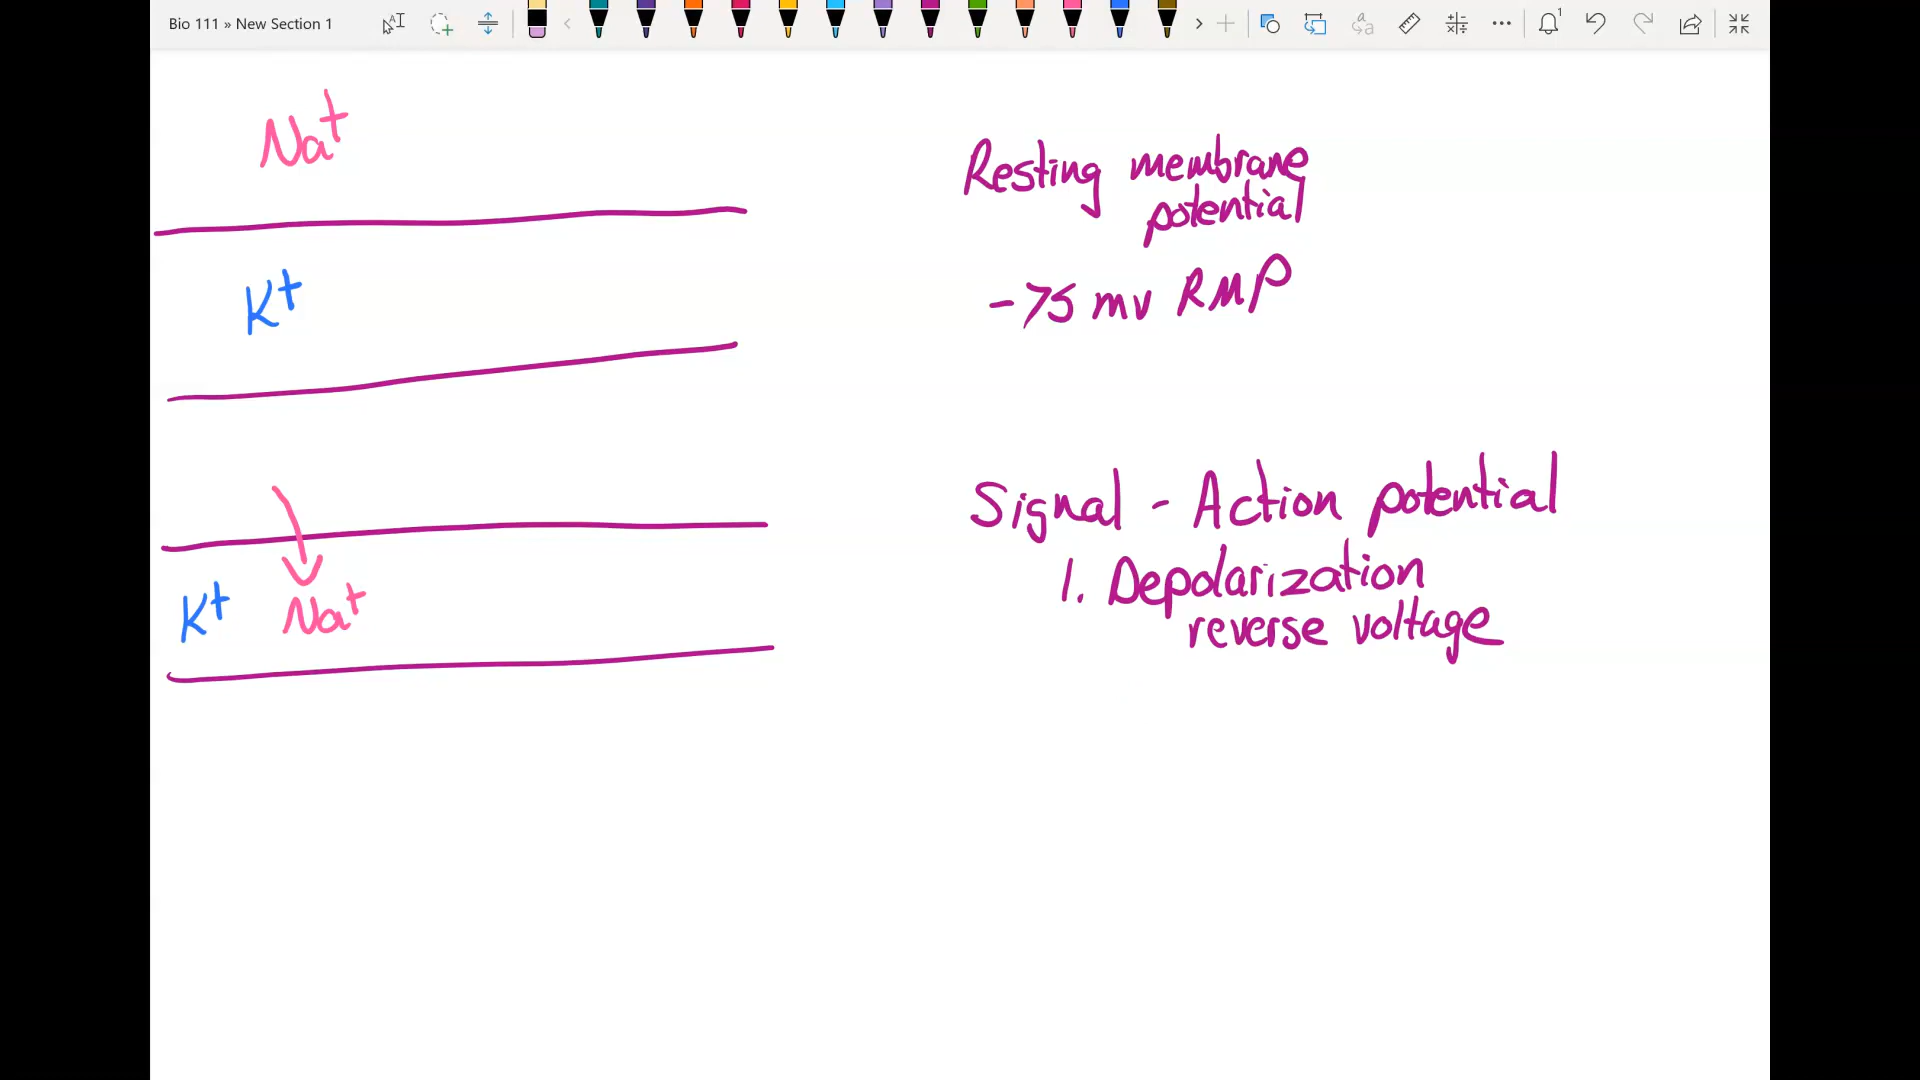 Bio 111 » New Section 1
Na+
Resting membrane
potential
K+
-75 mv RMP
Signal - Action potential
1. Depolarization
K+ Na+
reverse voltage